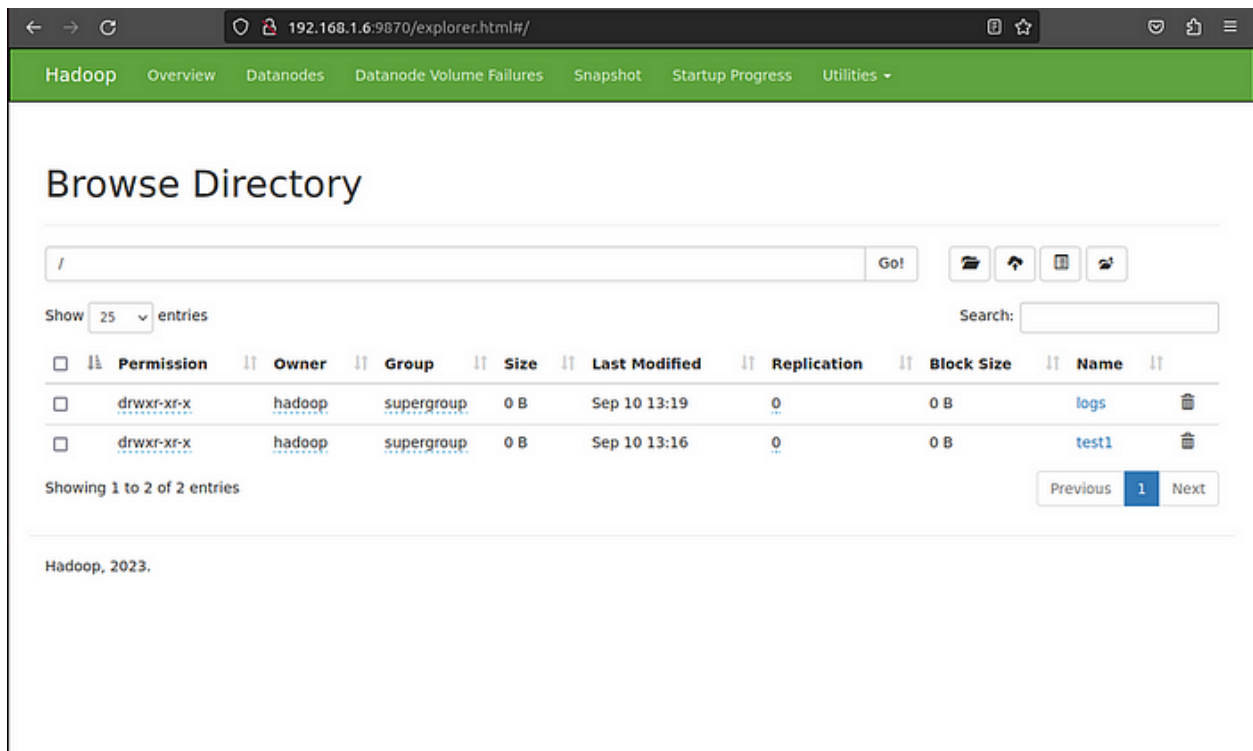 192.168.1.6:9870/explorer.html#/
Hadoop Overview Datanodes Datanode Volume Failures Snapshot Startup Progress Utilities
Browse Directory
/ Go!
Show 25 entries Search:
Permission Owner Group Size Last Modified Replication Block Size Name
drwxr-xr-x hadoop supergroup 0 B Sep 10 13:19 0 0 B logs
drwxr-xr-x hadoop supergroup 0 B Sep 10 13:16 0 0 B test1
Showing 1 to 2 of 2 entries Previous 1 Next
Hadoop, 2023.